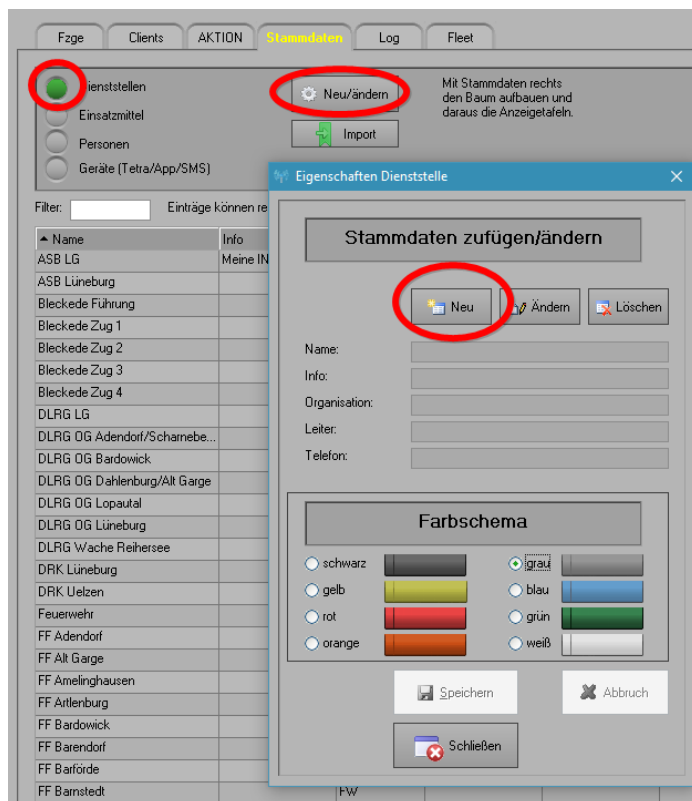 Fzge Clients AKTION Stammdaten Log Fleet
Dienststellen
Einsatzmittel
Personen
Geräte (Tetra/App/SMS)
Neu/ändern
Import
Mit Stammdaten rechts
den Baum aufbauen und
daraus die Anzeigetafeln.
Filter: Einträge können re
Name Info
ASB LG Meine IN
ASB Lüneburg
Bleckede Führung
Bleckede Zug 1
Bleckede Zug 2
Bleckede Zug 3
Bleckede Zug 4
DLRG LG
DLRG OG Adendorf/Scharnebe...
DLRG OG Bardowick
DLRG OG Dahlenburg/Alt Garge
DLRG OG Lopautal
DLRG OG Lüneburg
DLRG Wache Reihersee
DRK Lüneburg
DRK Uelzen
Feuerwehr
FF Adendorf
FF Alt Garge
FF Amelinghausen
FF Artlenburg
FF Bardowick
FF Barendorf
FF Barförde
FF Barnstedt FW
Eigenschaften Dienststelle
Stammdaten zufügen/ändern
Neu Ändern Löschen
Name:
Info:
Organisation:
Leiter:
Telefon:
Farbschema
schwarz grau
gelb blau
rot grün
orange weiß
Speichern Abbruch
Schließen